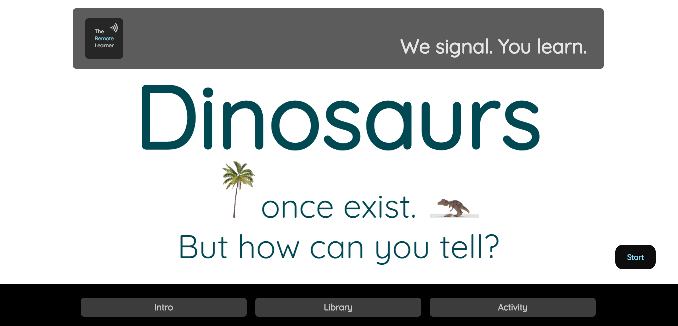 The
Remote
Learner
We signal. You learn.
Dinosaurs
once exist.
But how can you tell?
Start
Intro
Library
Activity